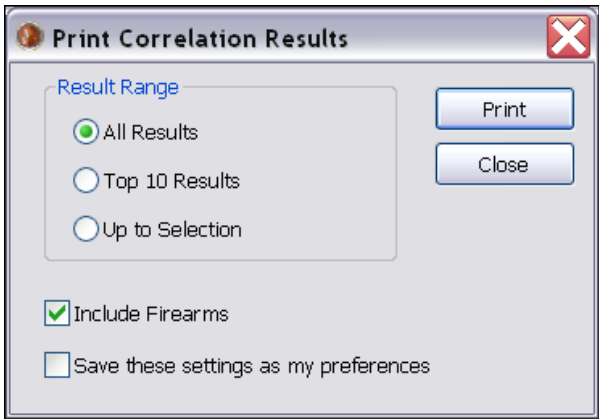 Print Correlation Results
Result Range
All Results
Top 10 Results
Up to Selection
Print
Close
Include Firearms
Save these settings as my preferences